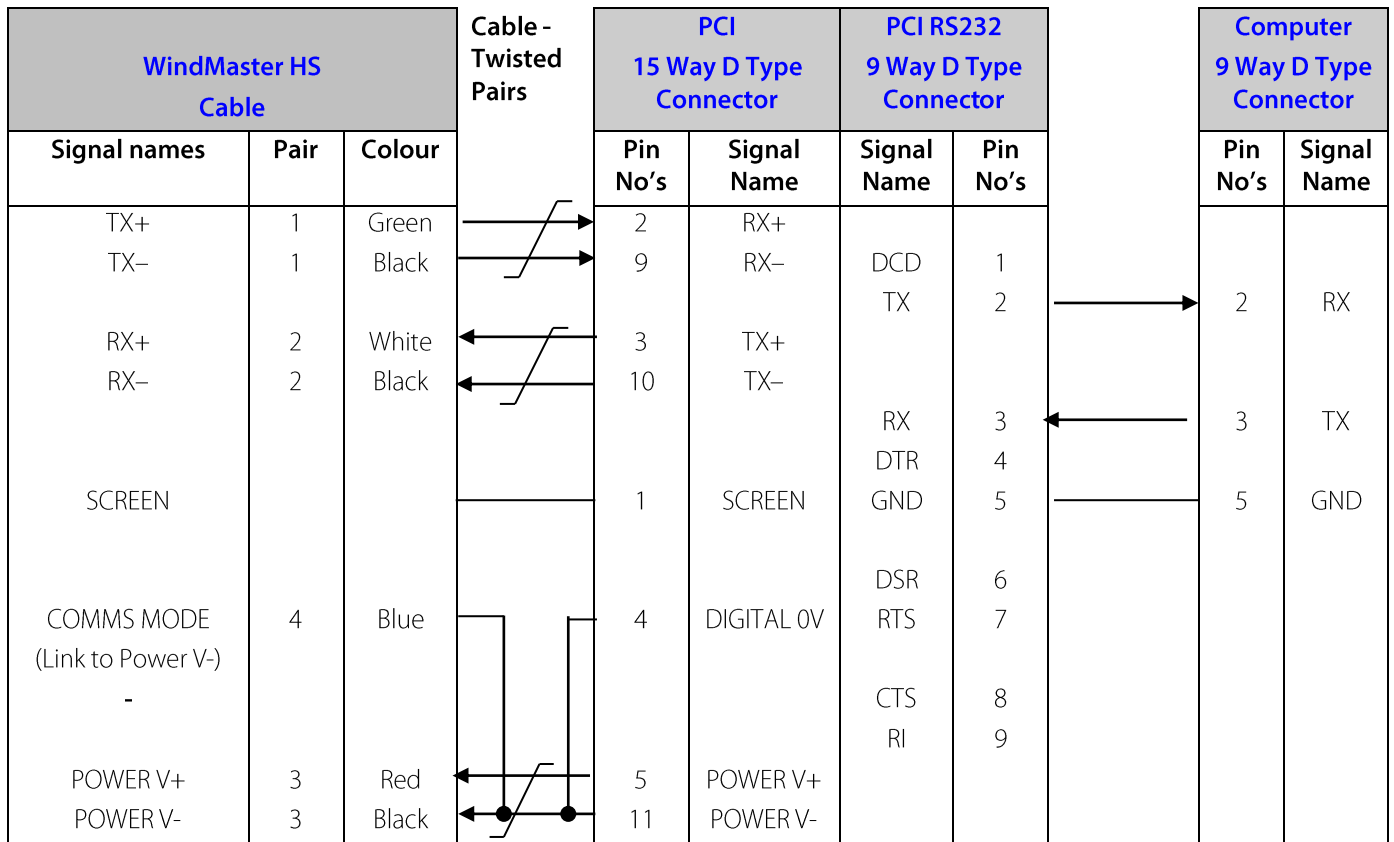 WindMaster HS
Cable
Cable -
Twisted
Pairs
PCI
15 Way D Type
Connector
PCI RS232
9 Way D Type
Connector
Computer
9 Way D Type
Connector
Signal names Pair Colour Pin No's Signal Name Signal Name Pin No's Pin No's Signal Name
TX+ 1 Green 2 RX+
TX– 1 Black 9 RX– DCD 1
TX 2 2 RX
RX+ 2 White 3 TX+
RX– 2 Black 10 TX–
RX 3 3 TX
DTR 4
SCREEN 1 SCREEN GND 5 5 GND
DSR 6
COMMS MODE 4 Blue 4 DIGITAL 0V RTS 7
(Link to Power V-)
- CTS 8
RI 9
POWER V+ 3 Red 5 POWER V+
POWER V- 3 Black 11 POWER V-